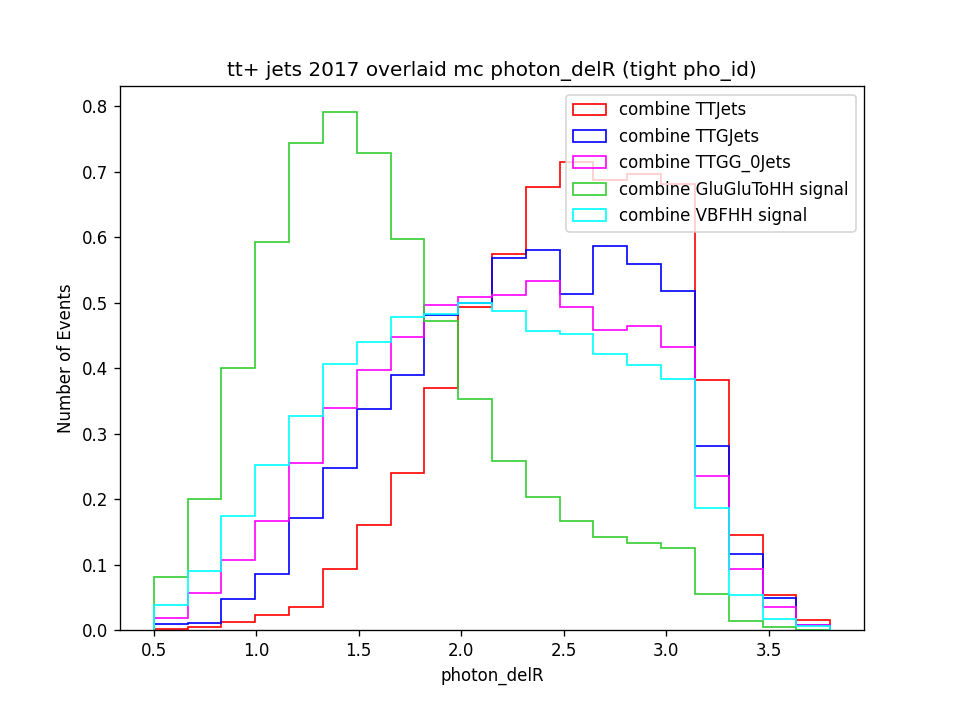 tt+ jets 2017 overlaid mc photon_delR (tight pho_id)
combine TTJets
combine TTGJets
combine TTGG_0Jets
combine GluGluToHH signal
combine VBFHH signal
Number of Events
0.8
0.7
0.6
0.5
0.4
0.3
0.2
0.1
0.0
0.5 1.0 1.5 2.0 2.5 3.0 3.5
photon_delR